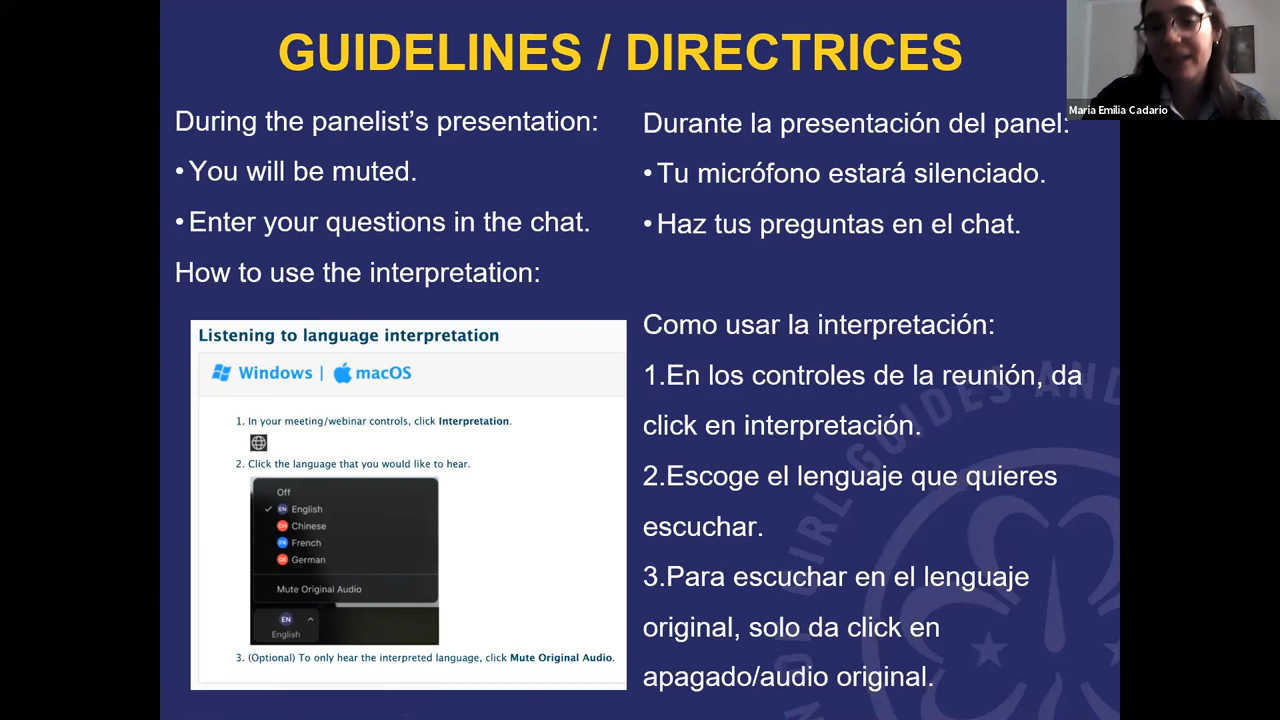 GUIDELINES / DIRECTRICES
Maria Emilia Cadario
During the panelist's presentation:
•You will be muted.
•Enter your questions in the chat.
How to use the interpretation:
Listening to language interpretation
Windows | macOS
1. In your meeting/webinar controls, click Interpretation.
2. Click the language that you would like to hear.
Off
✓ EN English
CH Chinese
FR French
GE German
Mute Original Audio
EN
English
3. (Optional) To only hear the interpreted language, click Mute Original Audio.
Durante la presentación del panel:
•Tu micrófono estará silenciado.
•Haz tus preguntas en el chat.
Como usar la interpretación:
1.En los controles de la reunión, da
click en interpretación.
2.Escoge el lenguaje que quieres
escuchar.
3.Para escuchar en el lenguaje
original, solo da click en
apagado/audio original.
GIRL GUIDES AND